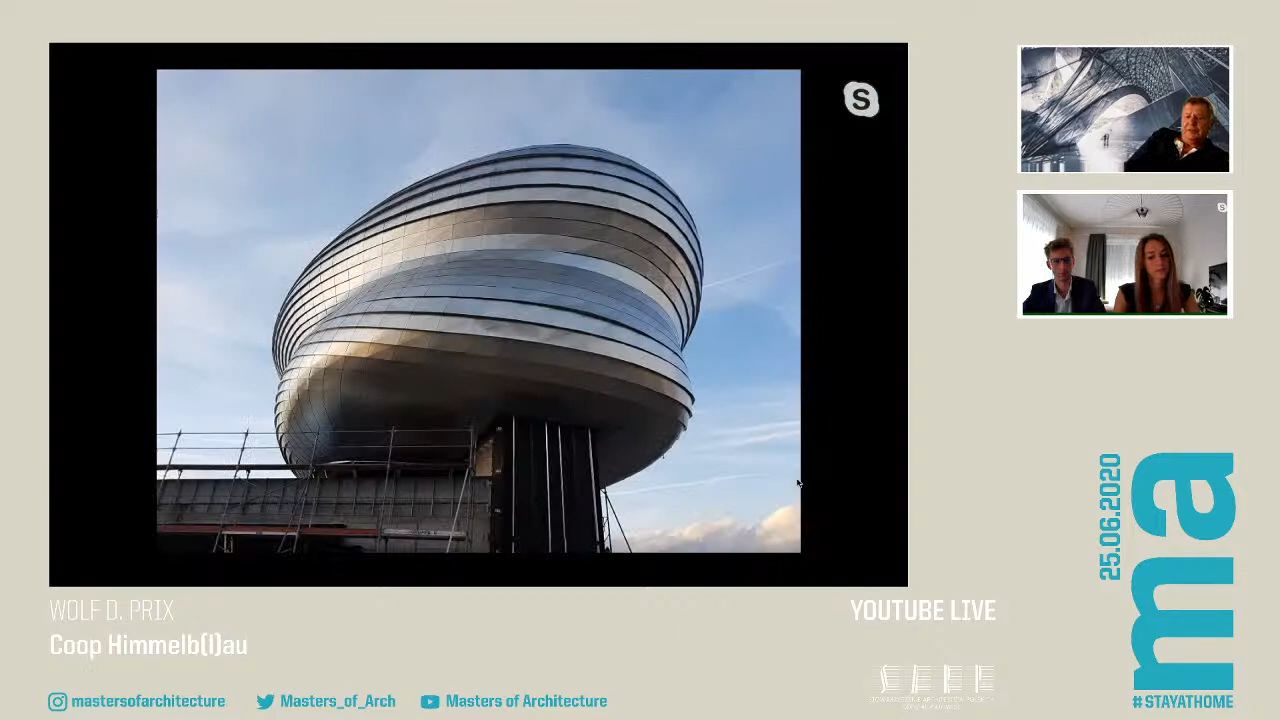 S
S
WOLF D. PRIX
Coop Himmelb(l)au
YOUTUBE LIVE
25.06.2020
ma
#STAYATHOME
mastersofarchitecture
Masters_of_Arch
Masters of Architecture